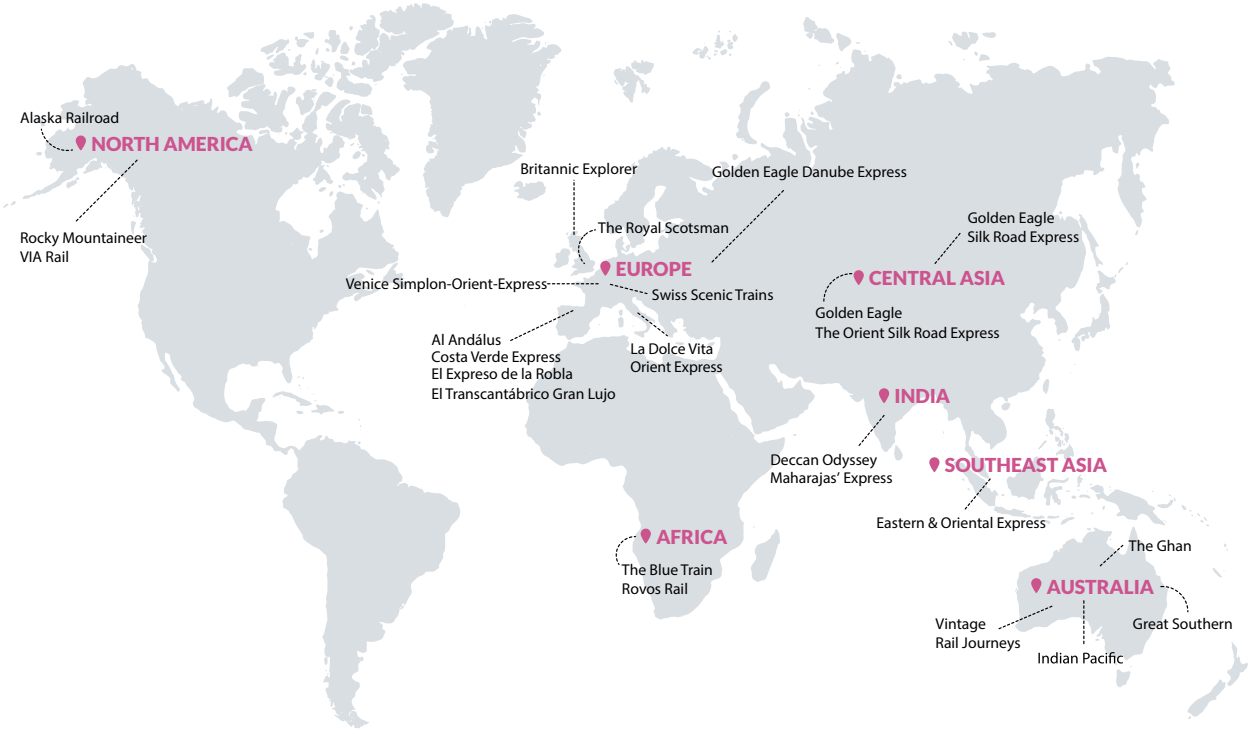 Alaska Railroad
NORTH AMERICA
Rocky Mountaineer
VIA Rail
Britannic Explorer
Golden Eagle Danube Express
The Royal Scotsman
EUROPE
Venice Simplon-Orient-Express
Swiss Scenic Trains
Al Andálus
Costa Verde Express
El Expreso de la Robla
El Transcantábrico Gran Lujo
La Dolce Vita
Orient Express
Golden Eagle
Silk Road Express
CENTRAL ASIA
Golden Eagle
The Orient Silk Road Express
INDIA
Deccan Odyssey
Maharajas’ Express
SOUTHEAST ASIA
Eastern & Oriental Express
AFRICA
The Blue Train
Rovos Rail
The Ghan
AUSTRALIA
Vintage
Rail Journeys
Great Southern
Indian Pacific